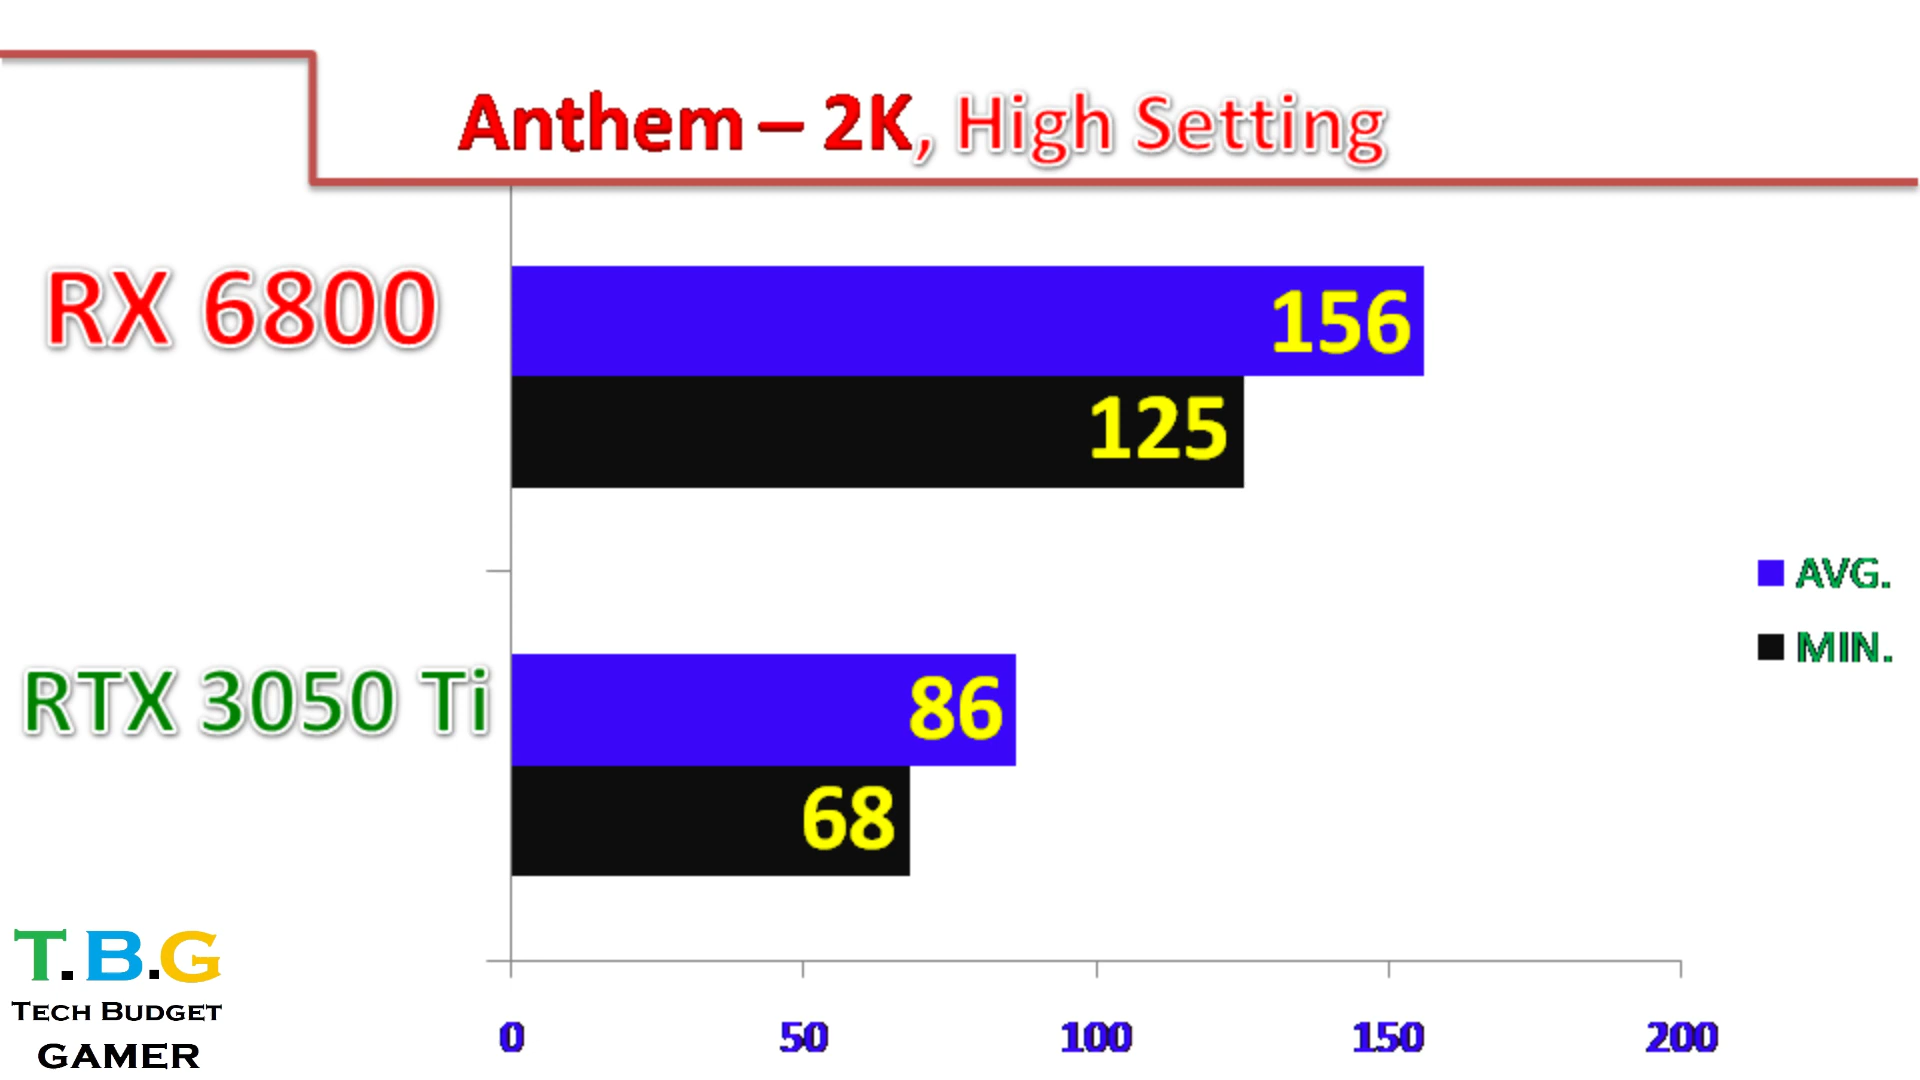 Anthem – 2K, High Setting
RX 6800
156
125
AVG.
MIN.
RTX 3050 Ti
86
68
T.B.G
TECH BUDGET
GAMER
0 50 100 150 200